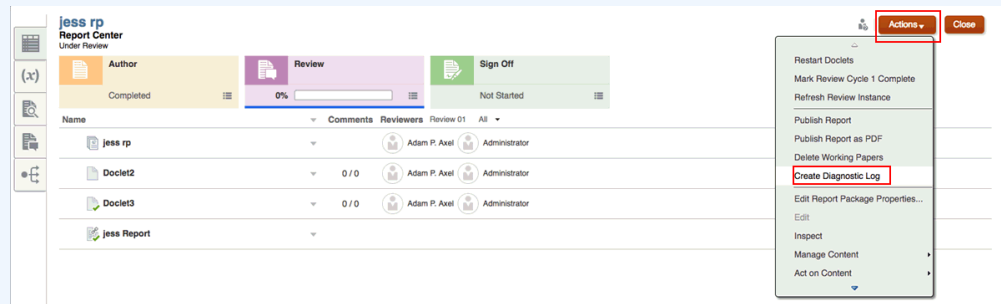 jess rp
Report Center
Under Review
Actions
Close
Author
Completed
Review
0%
Sign Off
Not Started
(x)
Name Comments Reviewers Review 01 All
jess rp Adam P. Axel Administrator
Doclet2 0 / 0 Adam P. Axel Administrator
Doclet3 0 / 0 Adam P. Axel Administrator
jess Report
Restart Doclets
Mark Review Cycle 1 Complete
Refresh Review Instance
Publish Report
Publish Report as PDF
Delete Working Papers
Create Diagnostic Log
Edit Report Package Properties...
Edit
Inspect
Manage Content
Act on Content